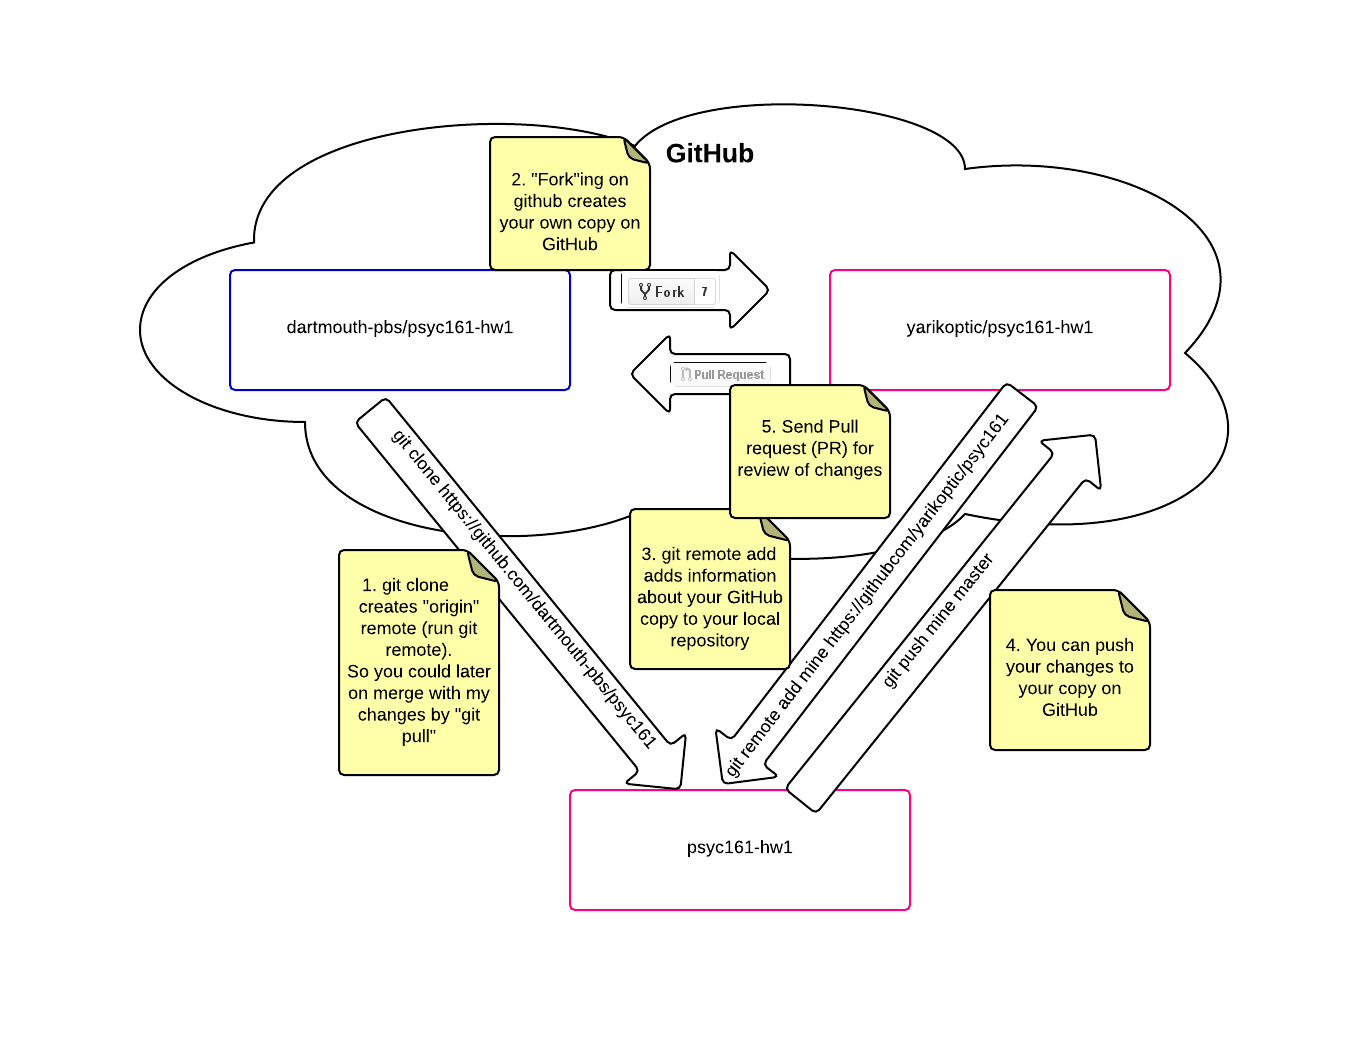 GitHub
2. "Fork"ing on
github creates
your own copy on
GitHub
Fork 7
dartmouth-pbs/psyc161-hw1
yarikoptic/psyc161-hw1
Pull Request
5. Send Pull
request (PR) for
review of changes
git clone https://github.com/dartmouth-pbs/psyc161
git remote add mine https://githubcom/yarikoptic/psyc161
git push mine master
3. git remote add
adds information
about your GitHub
copy to your local
repository
1. git clone
creates "origin"
remote (run git
remote).
So you could later
on merge with my
changes by "git
pull"
4. You can push
your changes to
your copy on
GitHub
psyc161-hw1